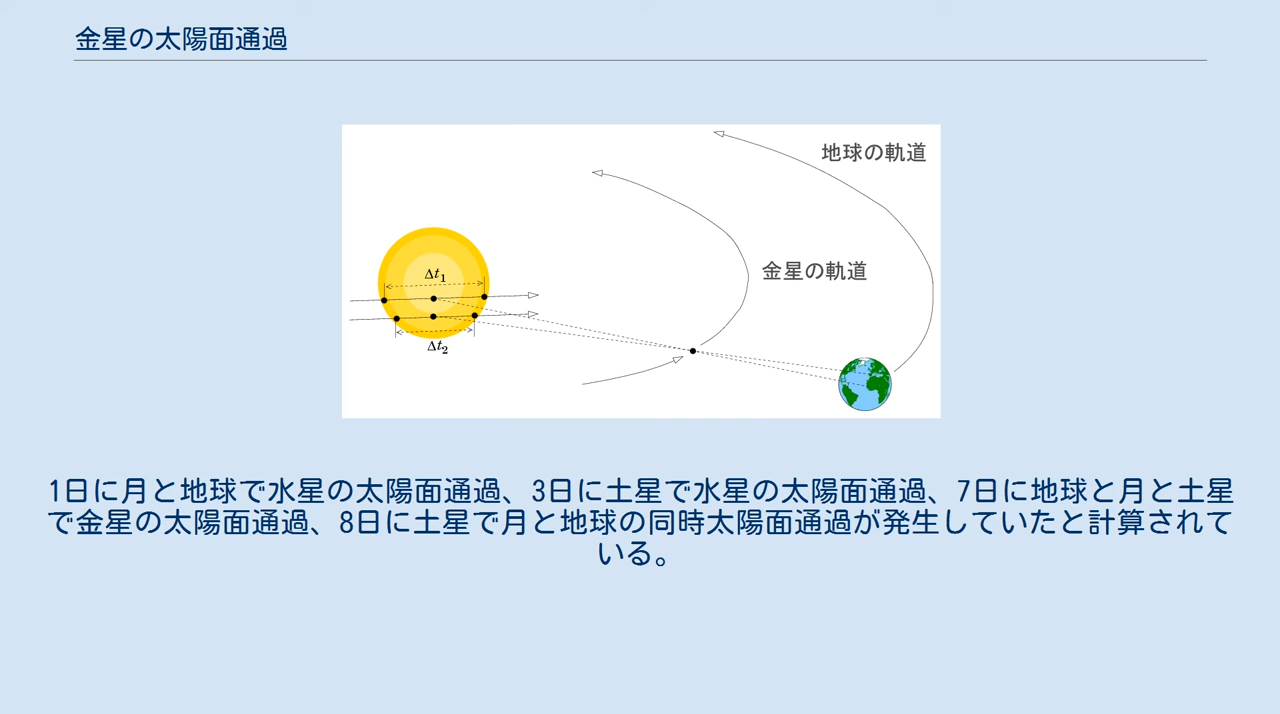 金星の太陽面通過
地球の軌道
金星の軌道
Δt₁
Δt₂
1日に月と地球で水星の太陽面通過、3日に土星で水星の太陽面通過、7日に地球と月と土星
で金星の太陽面通過、8日に土星で月と地球の同時太陽面通過が発生していたと計算されて
いる。